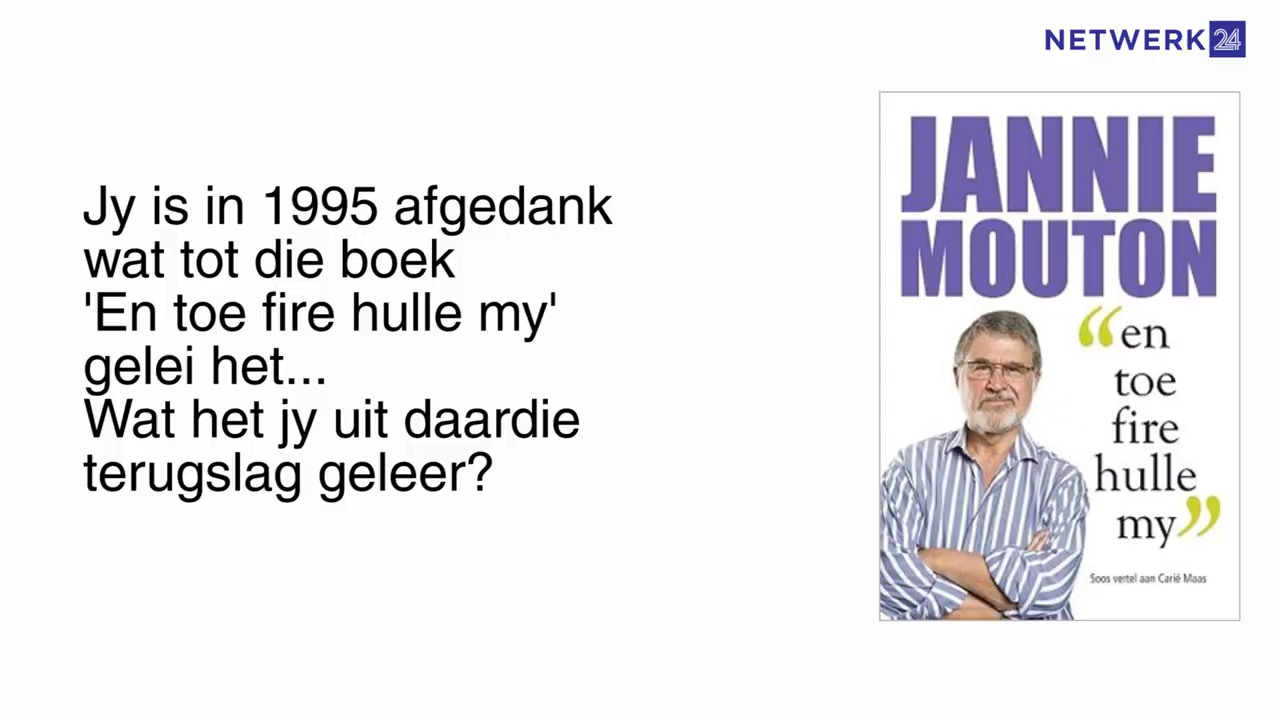 NETWERK24
Jy is in 1995 afgedank
wat tot die boek
'En toe fire hulle my'
gelei het...
Wat het jy uit daardie
terugslag geleer?
JANNIE
MOUTON
“en
toe
fire
hulle
my”
Soos vertel aan Carié Maas